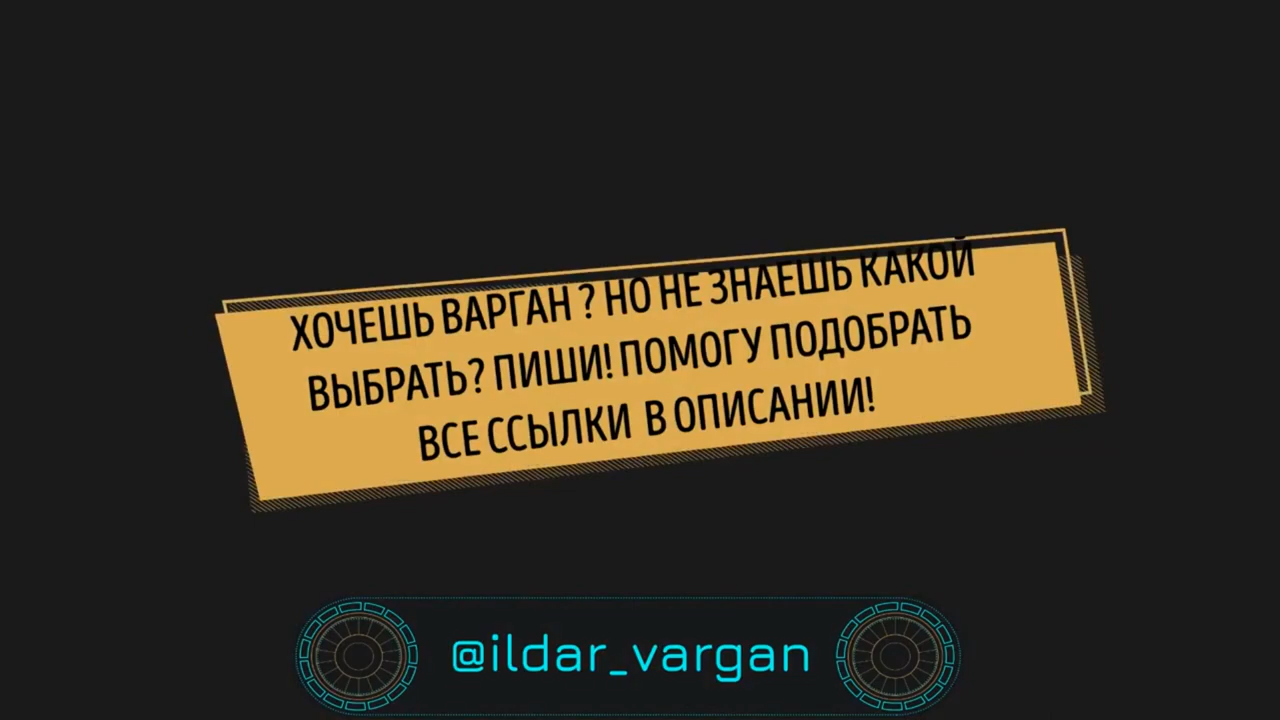 ХОЧЕШЬ ВАРГАН ? НО НЕ ЗНАЕШЬ КАКОЙ
ВЫБРАТЬ? ПИШИ! ПОМОГУ ПОДОБРАТЬ
ВСЕ ССЫЛКИ В ОПИСАНИИ!
@ildar_vargan